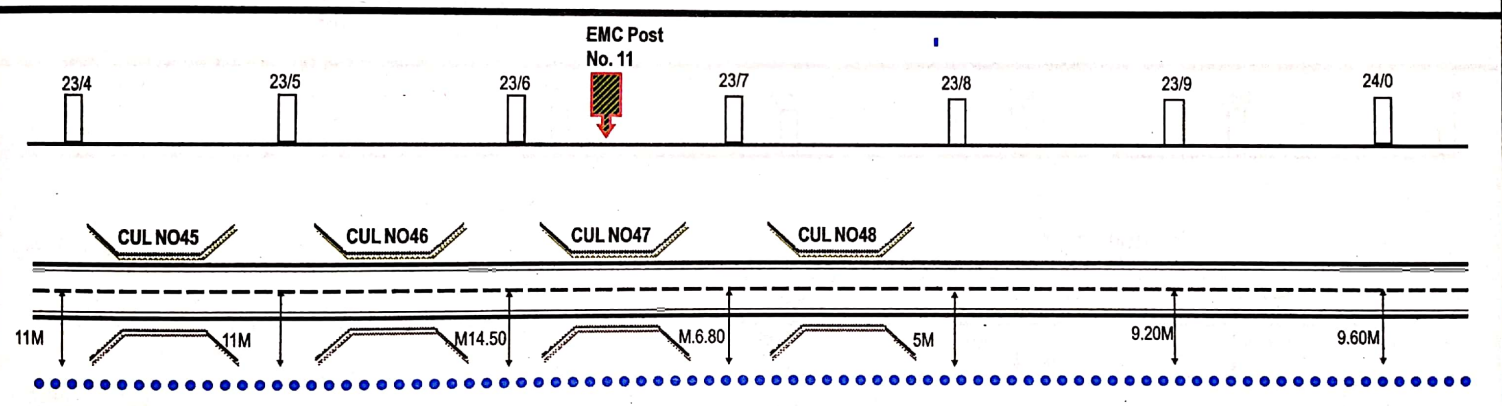 EMC Post
No. 11
23/4 23/5 23/6 23/7 23/8 23/9 24/0
CUL NO45 CUL NO46 CUL NO47 CUL NO48
11M 11M M14.50 M.6.80 5M 9.20M 9.60M